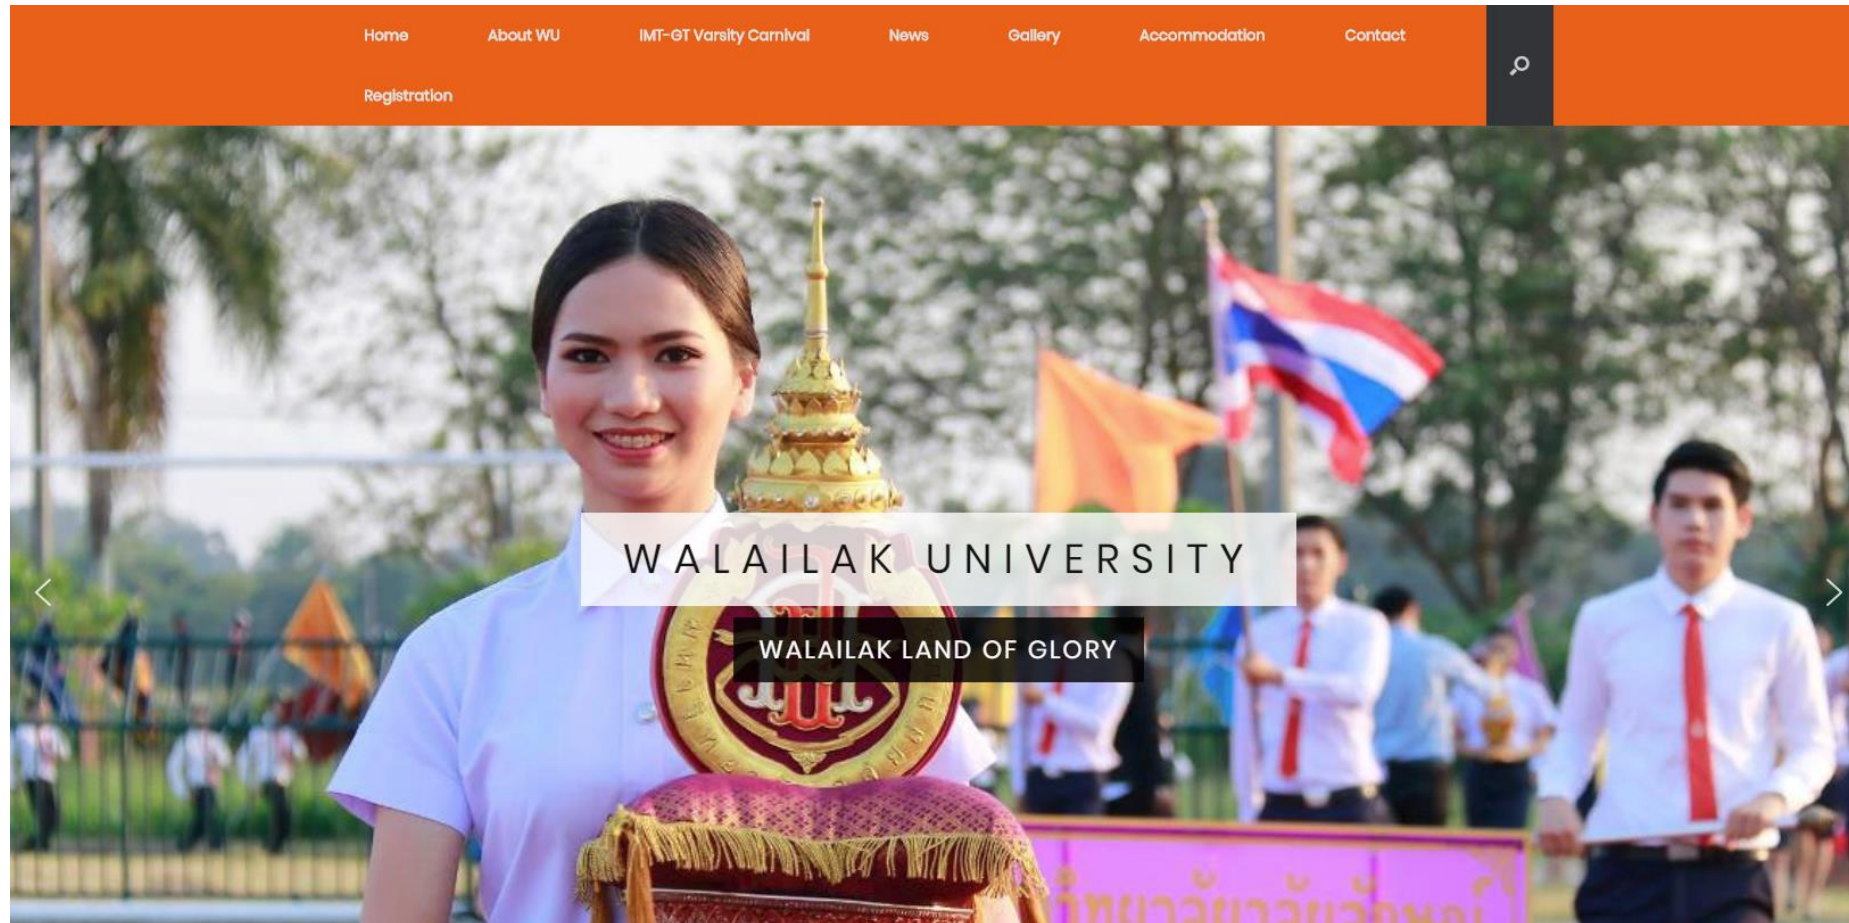 Home About WU IMT-GT Varsity Carnival News Gallery Accommodation Contact
Registration
WALAILAK UNIVERSITY
WALAILAK LAND OF GLORY